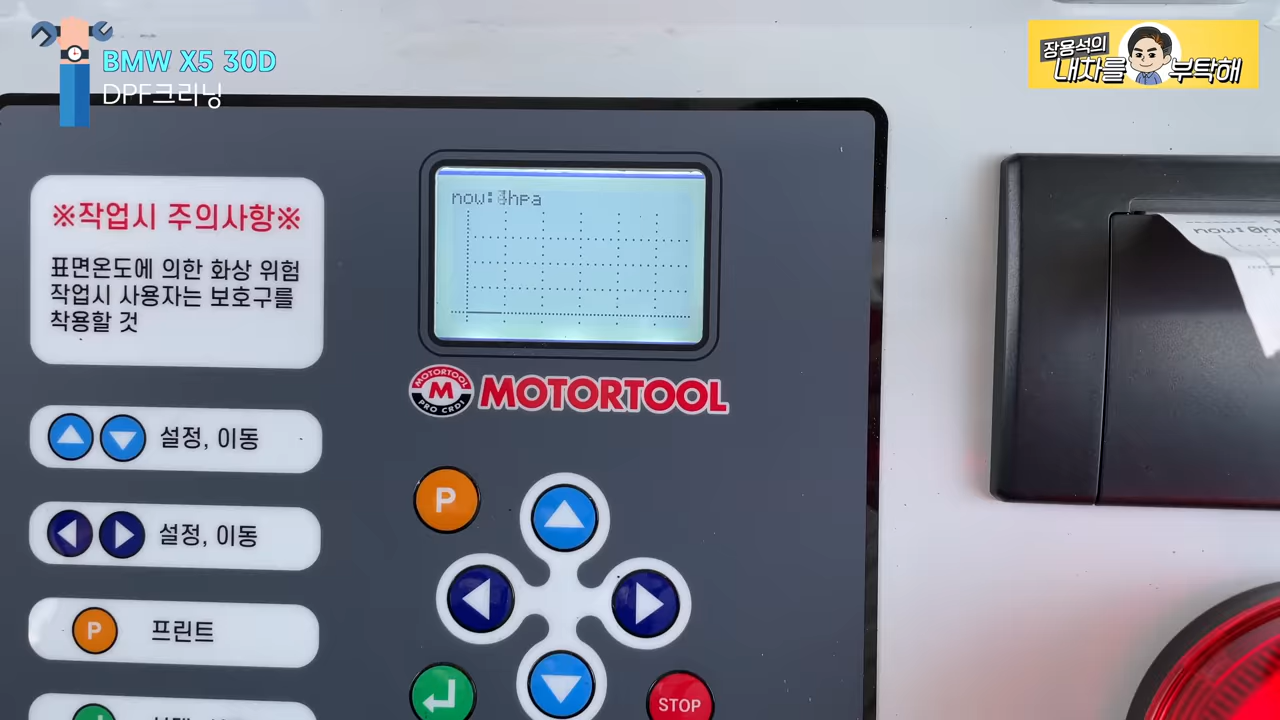 BMW X5 30D
DPF크리닝
장용석의
내차를 부탁해
※작업시 주의사항※
표면온도에 의한 화상 위험
작업시 사용자는 보호구를
착용할 것
설정, 이동
설정, 이동
P 프린트
now: hpa
MOTORTOOL
M
PRO CRDI
MOTORTOOL
P
STOP
now:0hp